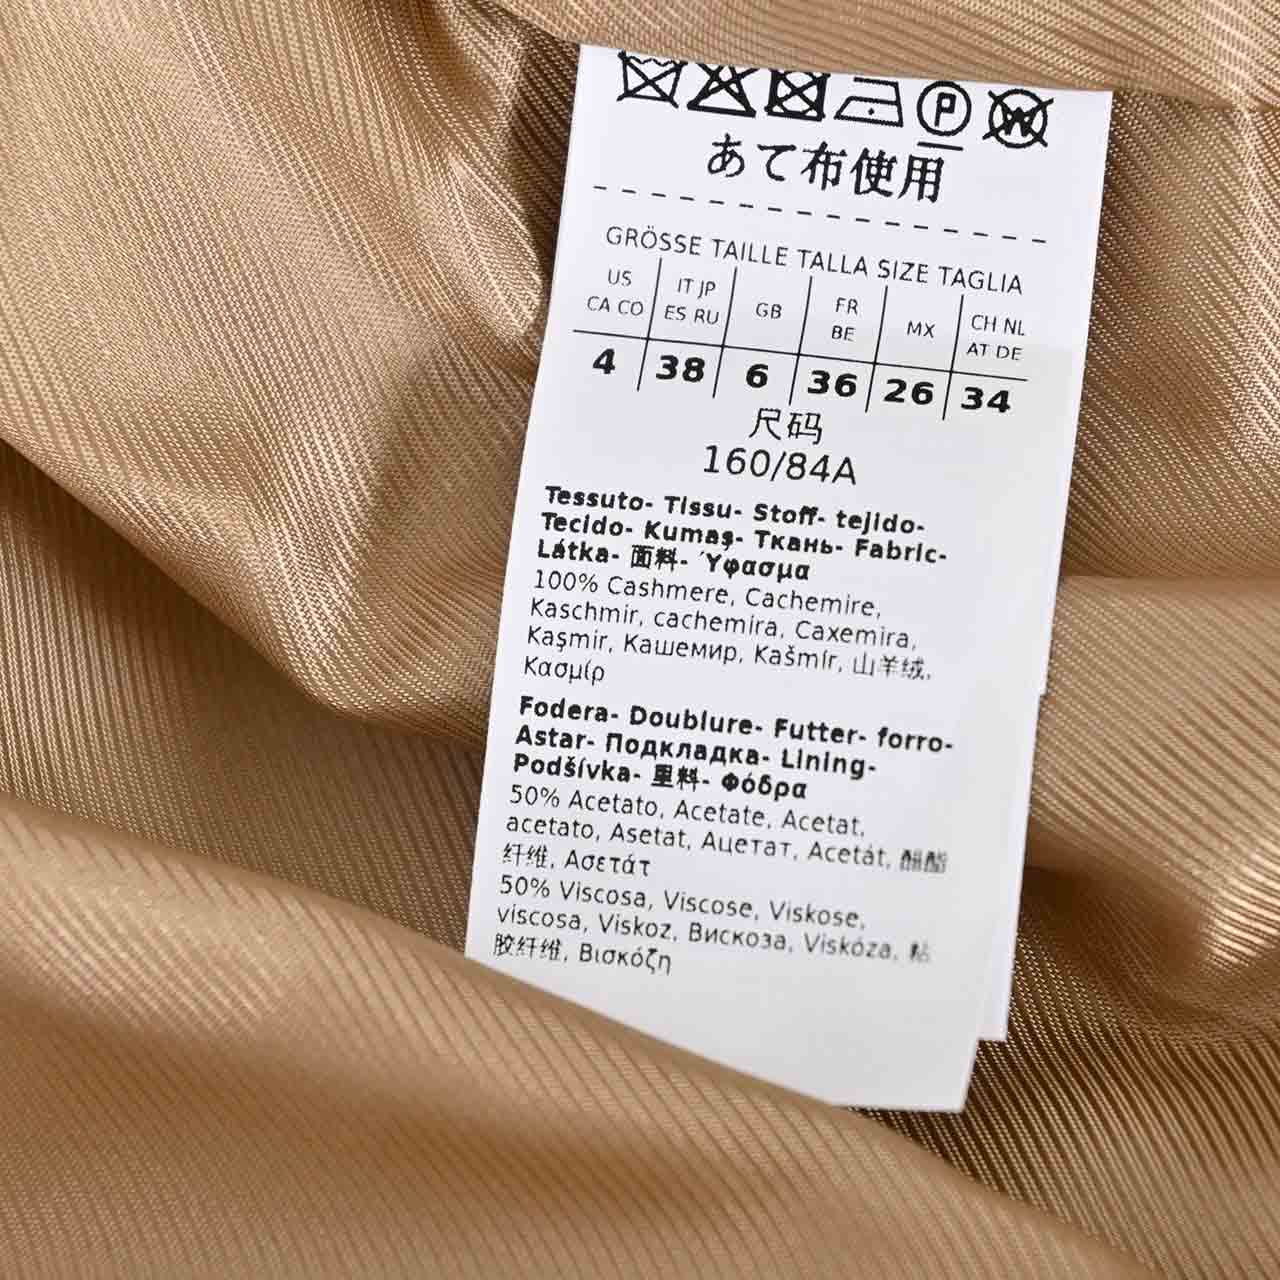 P W
あて布使用
GRÖSSE TAILLE TALLA SIZE TAGLIA
US IT JP GB FR MX CH NL
CA CO ES RU BE AT DE
4 38 6 36 26 34
尺码
160/84A
Tessuto- Tissu- Stoff- tejido-
Tecido- Kumaş- Ткань- Fabric-
Látka- 面料- Ύφασμα
100% Cashmere, Cachemire,
Kaschmir, cachemira, Caxemira,
Kaşmir, Кашемир, Kašmír, 山羊绒,
Κασμίρ
Fodera- Doublure- Futter- forro-
Astar- Подкладка- Lining-
Podšívka- 里料- Φόδρα
50% Acetato, Acetate, Acetat,
acetato, Asetat, Ацетат, Acetát, 醋酯
纤维, Ασετάτ
50% Viscosa, Viscose, Viskose,
viscosa, Viskoz, Вискоза, Viskóza, 粘
胶纤维, Βισκόζη